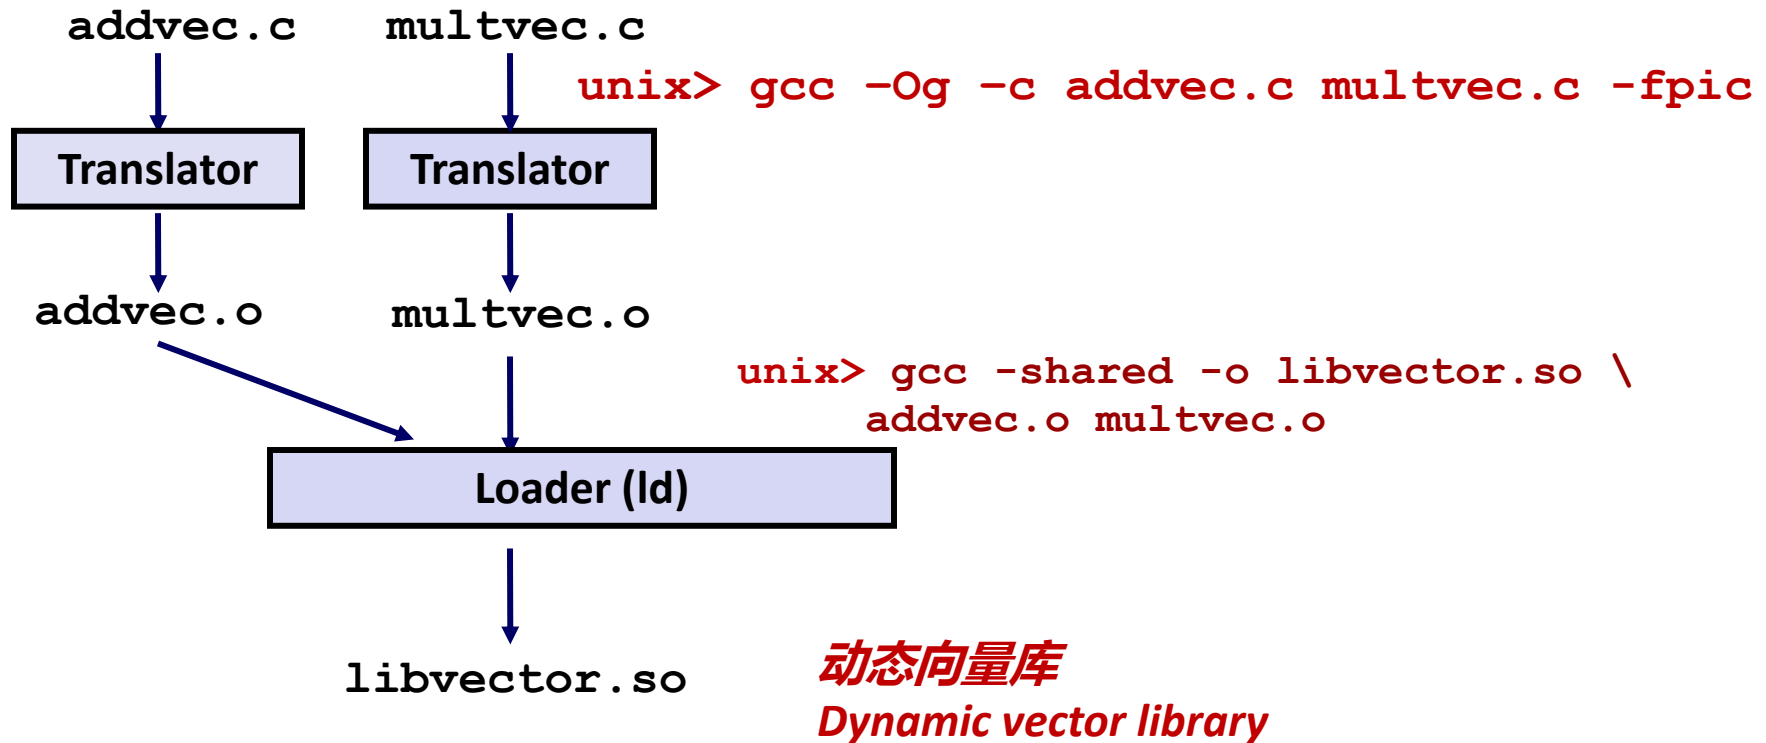 addvec.c multvec.c
unix> gcc –Og –c addvec.c multvec.c -fpic
Translator Translator
addvec.o multvec.o
unix> gcc -shared -o libvector.so \
addvec.o multvec.o
Loader (ld)
libvector.so
动态向量库
Dynamic vector library